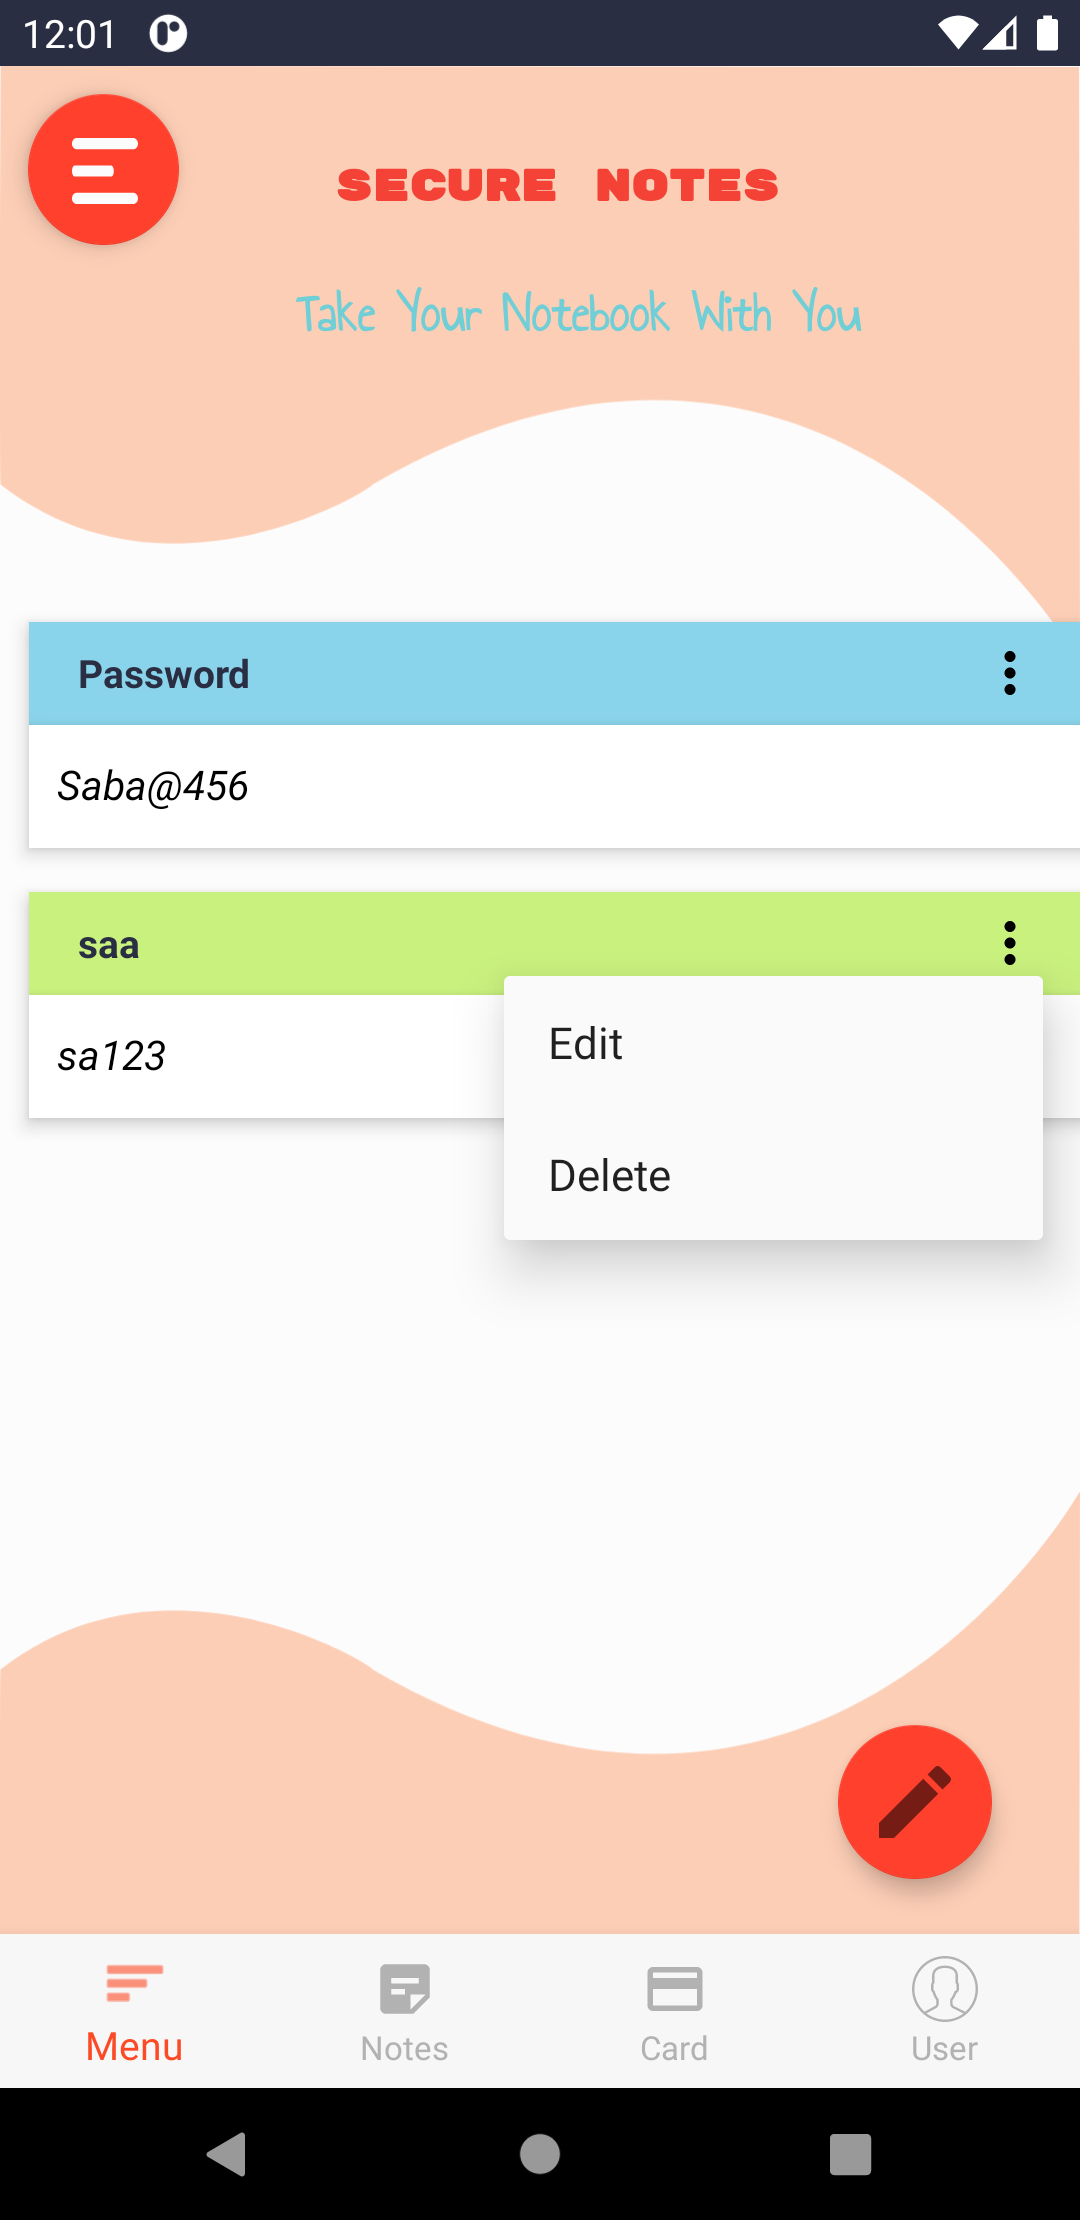 12:01
SECURE NOTES
Take Your Notebook With You
Password
Saba@456
saa
sa123
Edit
Delete
Menu
Notes
Card
User